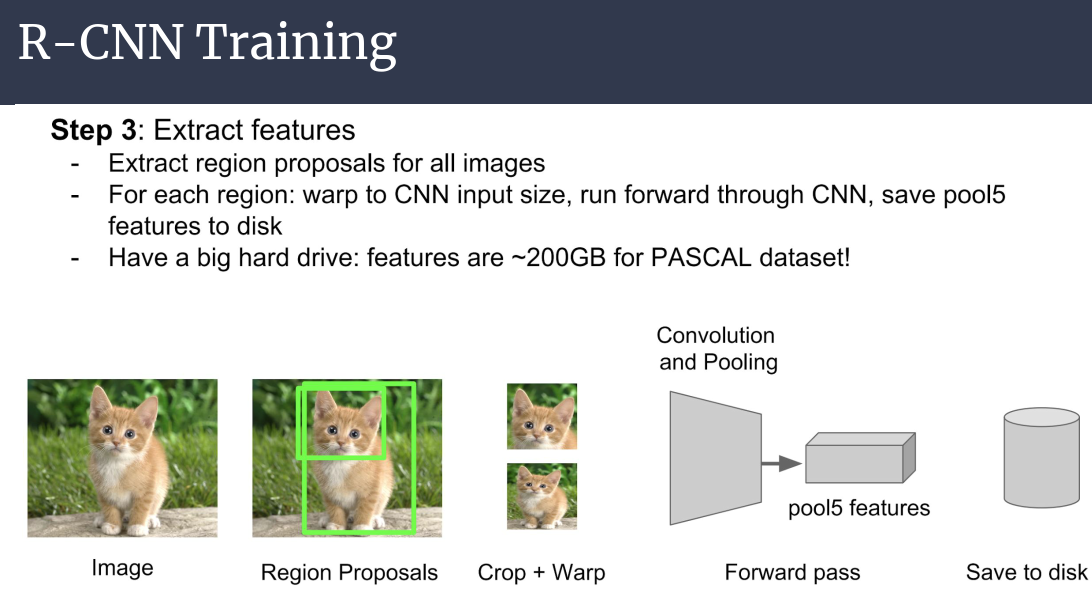 R-CNN Training
Step 3: Extract features
- Extract region proposals for all images
- For each region: warp to CNN input size, run forward through CNN, save pool5
features to disk
- Have a big hard drive: features are ~200GB for PASCAL dataset!
Convolution
and Pooling
pool5 features
Image
Region Proposals
Crop + Warp
Forward pass
Save to disk